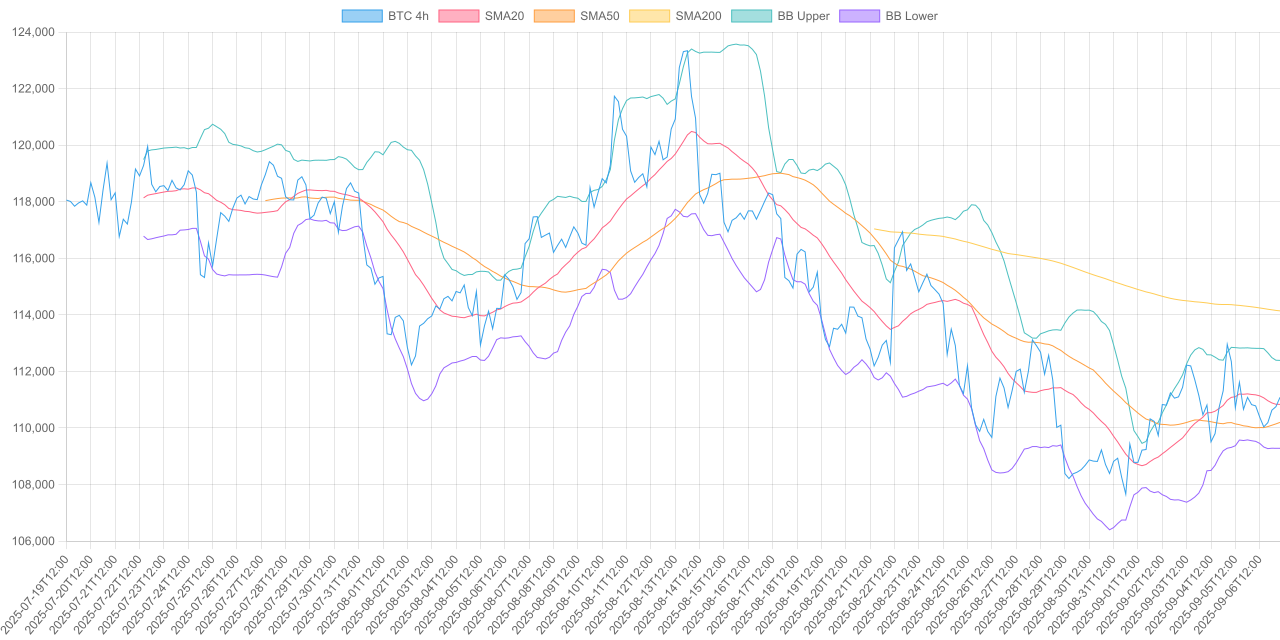 BTC 4h SMA20 SMA50 SMA200 BB Upper BB Lower
124,000
122,000
120,000
118,000
116,000
114,000
112,000
110,000
108,000
106,000
2025-07-19T12:00
2025-07-20T12:00
2025-07-21T12:00
2025-07-22T12:00
2025-07-23T12:00
2025-07-24T12:00
2025-07-25T12:00
2025-07-26T12:00
2025-07-27T12:00
2025-07-28T12:00
2025-07-29T12:00
2025-07-30T12:00
2025-07-31T12:00
2025-08-01T12:00
2025-08-02T12:00
2025-08-03T12:00
2025-08-04T12:00
2025-08-05T12:00
2025-08-06T12:00
2025-08-07T12:00
2025-08-08T12:00
2025-08-09T12:00
2025-08-10T12:00
2025-08-11T12:00
2025-08-12T12:00
2025-08-13T12:00
2025-08-14T12:00
2025-08-15T12:00
2025-08-16T12:00
2025-08-17T12:00
2025-08-18T12:00
2025-08-19T12:00
2025-08-20T12:00
2025-08-21T12:00
2025-08-22T12:00
2025-08-23T12:00
2025-08-24T12:00
2025-08-25T12:00
2025-08-26T12:00
2025-08-27T12:00
2025-08-28T12:00
2025-08-29T12:00
2025-08-30T12:00
2025-08-31T12:00
2025-09-01T12:00
2025-09-02T12:00
2025-09-03T12:00
2025-09-04T12:00
2025-09-05T12:00
2025-09-06T12:00